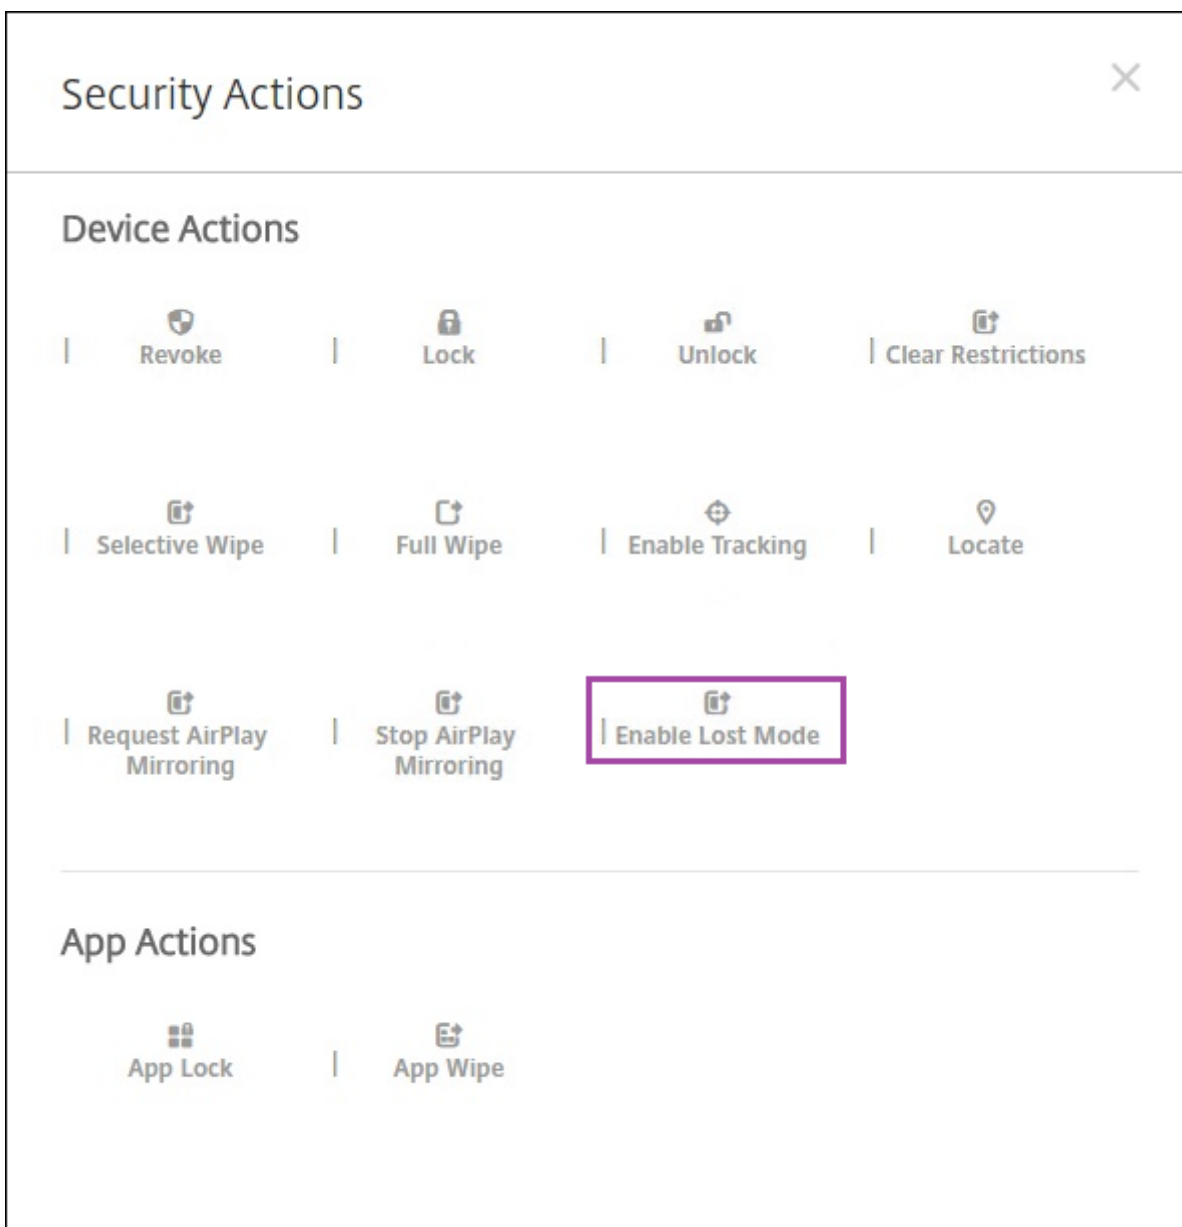 Security Actions
Device Actions
Revoke
Lock
Unlock
Clear Restrictions
Selective Wipe
Full Wipe
Enable Tracking
Locate
Request AirPlay
Mirroring
Stop AirPlay
Mirroring
Enable Lost Mode
App Actions
App Lock
App Wipe